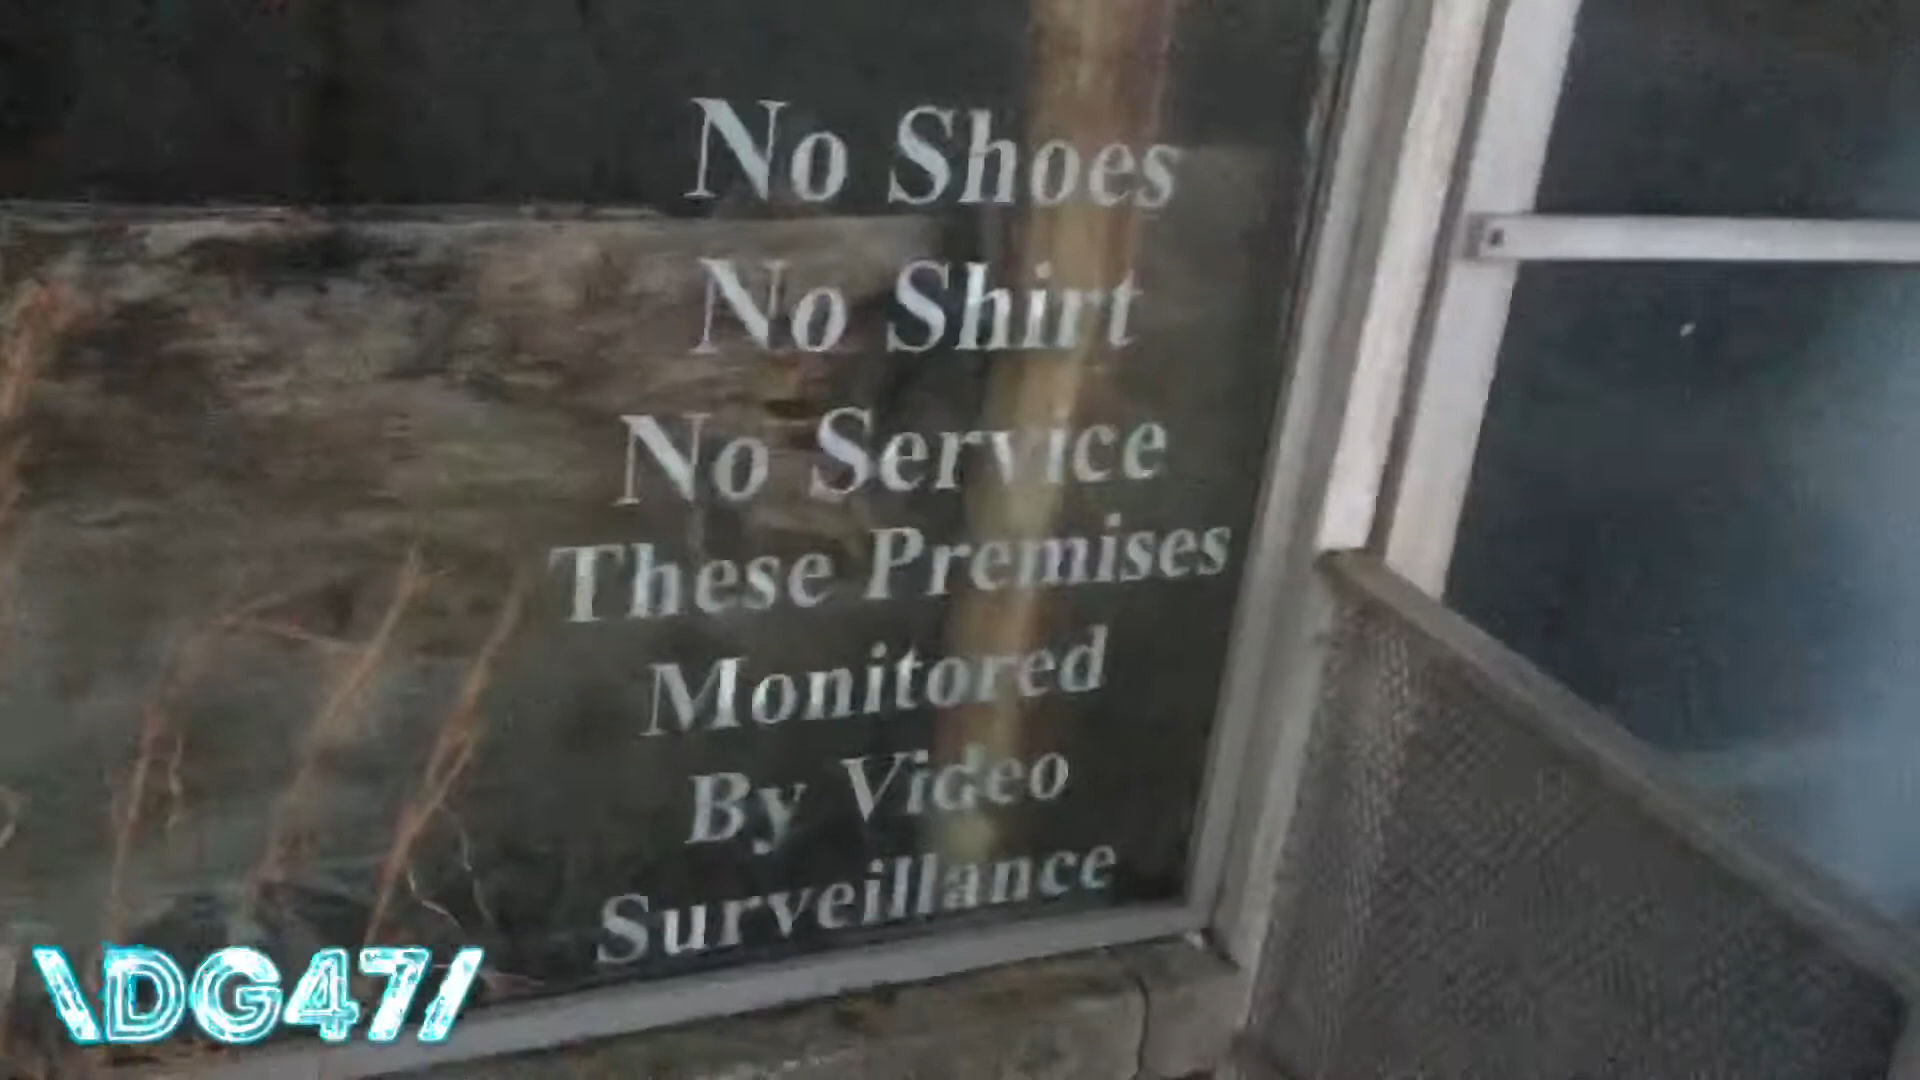 No Shoes
No Shirt
No Service
These Premises
Monitored
By Video
Surveillance
\DG47/